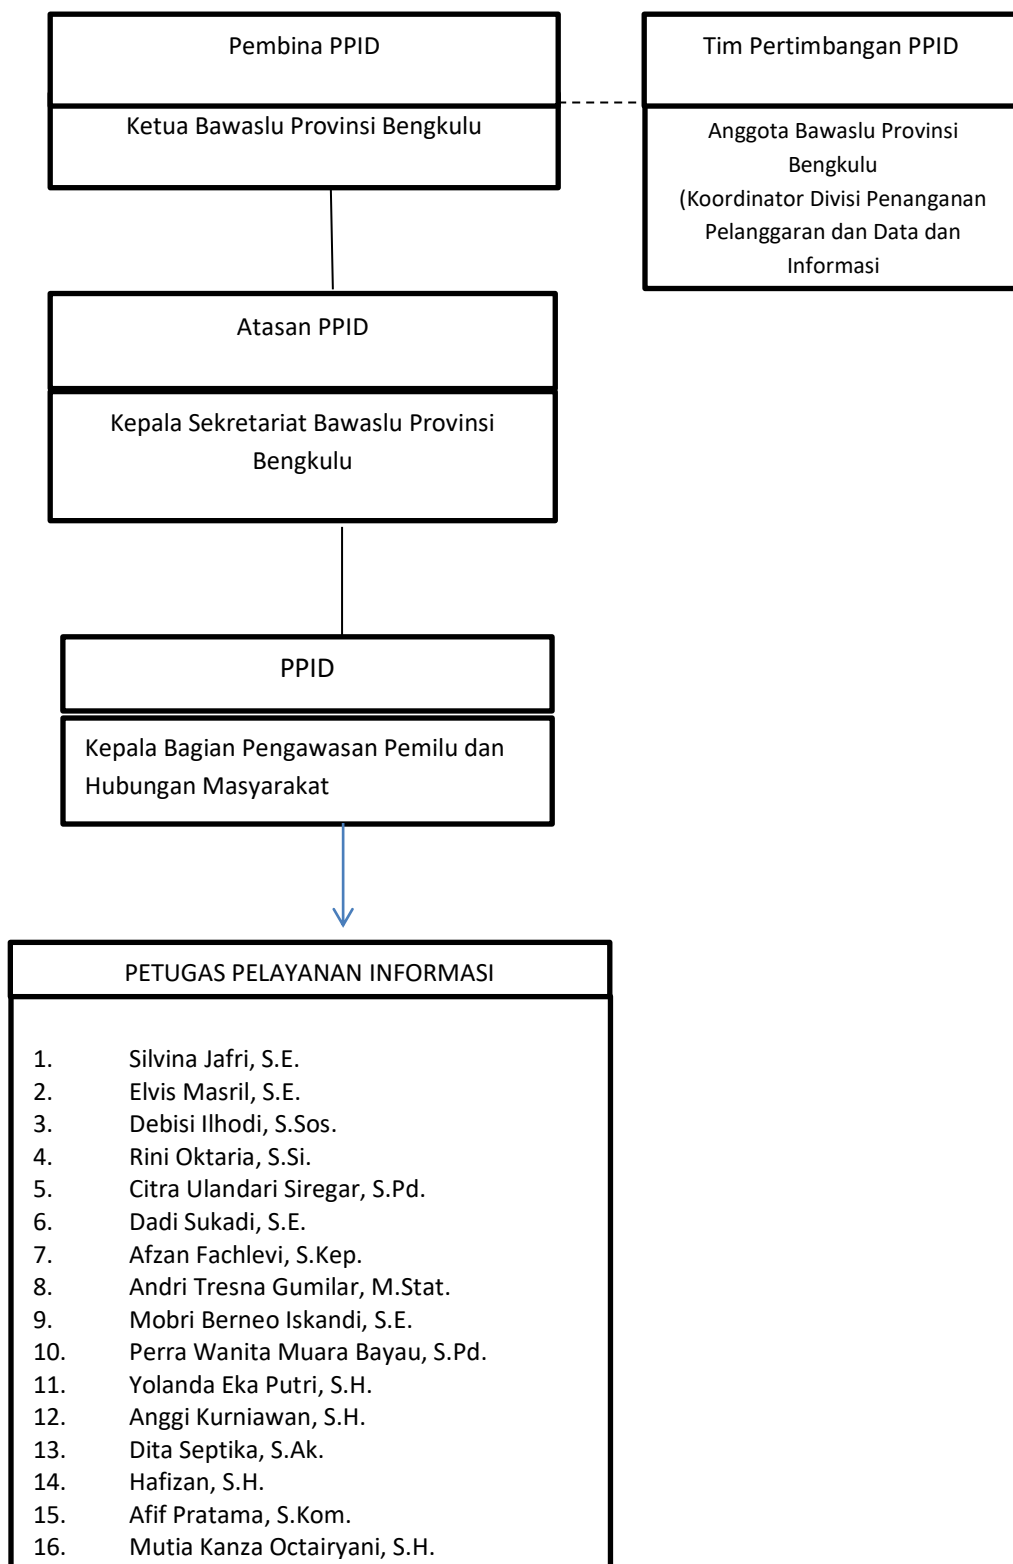 Pembina PPID
Ketua Bawaslu Provinsi Bengkulu
Tim Pertimbangan PPID
Anggota Bawaslu Provinsi
Bengkulu
(Koordinator Divisi Penanganan
Pelanggaran dan Data dan
Informasi
Atasan PPID
Kepala Sekretariat Bawaslu Provinsi
Bengkulu
PPID
Kepala Bagian Pengawasan Pemilu dan
Hubungan Masyarakat
PETUGAS PELAYANAN INFORMASI
1. Silvina Jafri, S.E.
2. Elvis Masril, S.E.
3. Debisi Ilhodi, S.Sos.
4. Rini Oktaria, S.Si.
5. Citra Ulandari Siregar, S.Pd.
6. Dadi Sukadi, S.E.
7. Afzan Fachlevi, S.Kep.
8. Andri Tresna Gumilar, M.Stat.
9. Mobri Berneo Iskandi, S.E.
10. Perra Wanita Muara Bayau, S.Pd.
11. Yolanda Eka Putri, S.H.
12. Anggi Kurniawan, S.H.
13. Dita Septika, S.Ak.
14. Hafizan, S.H.
15. Afif Pratama, S.Kom.
16. Mutia Kanza Octairyani, S.H.